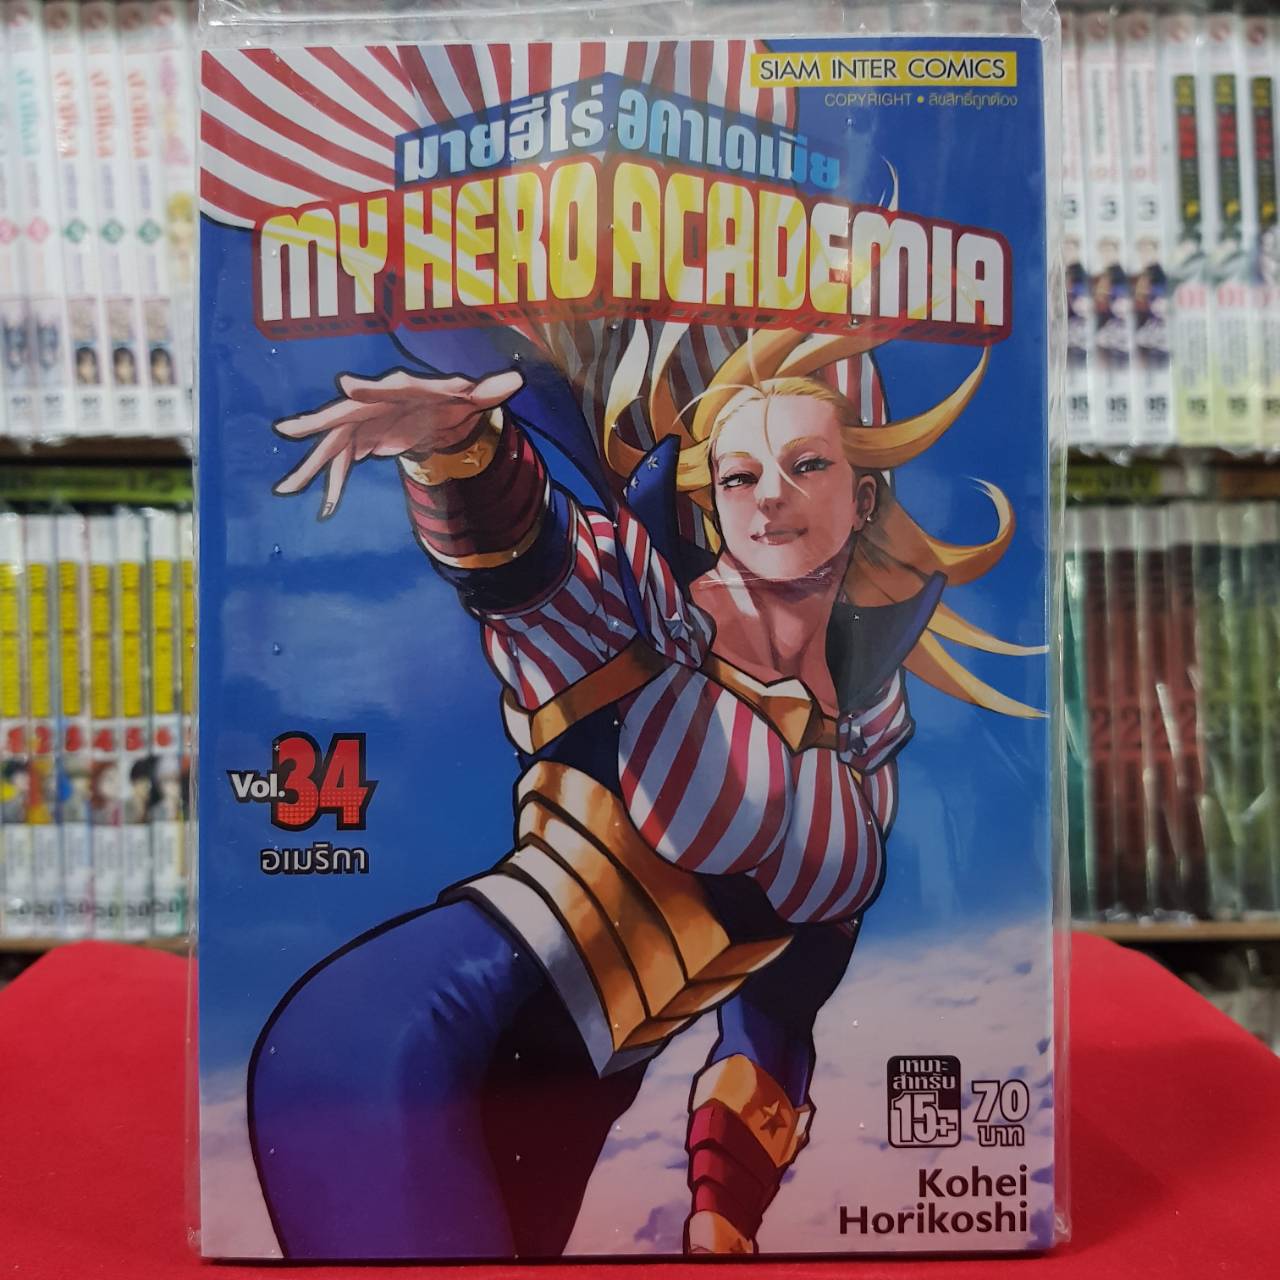 SIAM INTER COMICS
COPYRIGHT • ลิขสิทธิ์ถูกต้อง
มายฮีโร่ อคาเดเมีย
MY HERO ACADEMIA
Vol.34
อเมริกา
เหมาะ
สำหรับ
15+
70
บาท
Kohei
Horikoshi